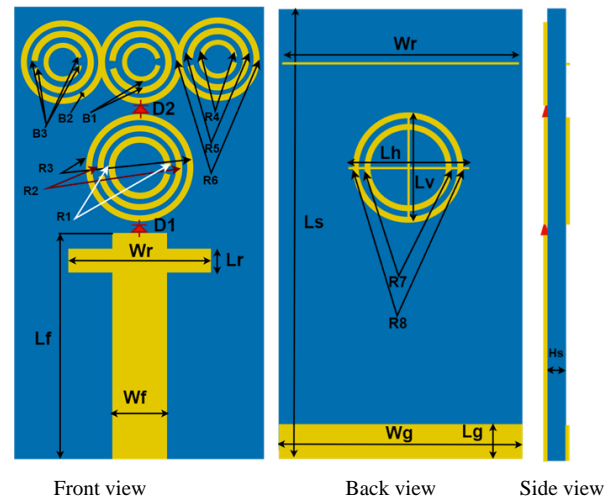 B3
B2
B1
D2
R4
R5
R6
R3
R2
R1
D1
Wr
Lr
Lf
Wf
Wr
Lh
Lv
Ls
R7
R8
Wg
Lg
Hs
Front view
Back view
Side view